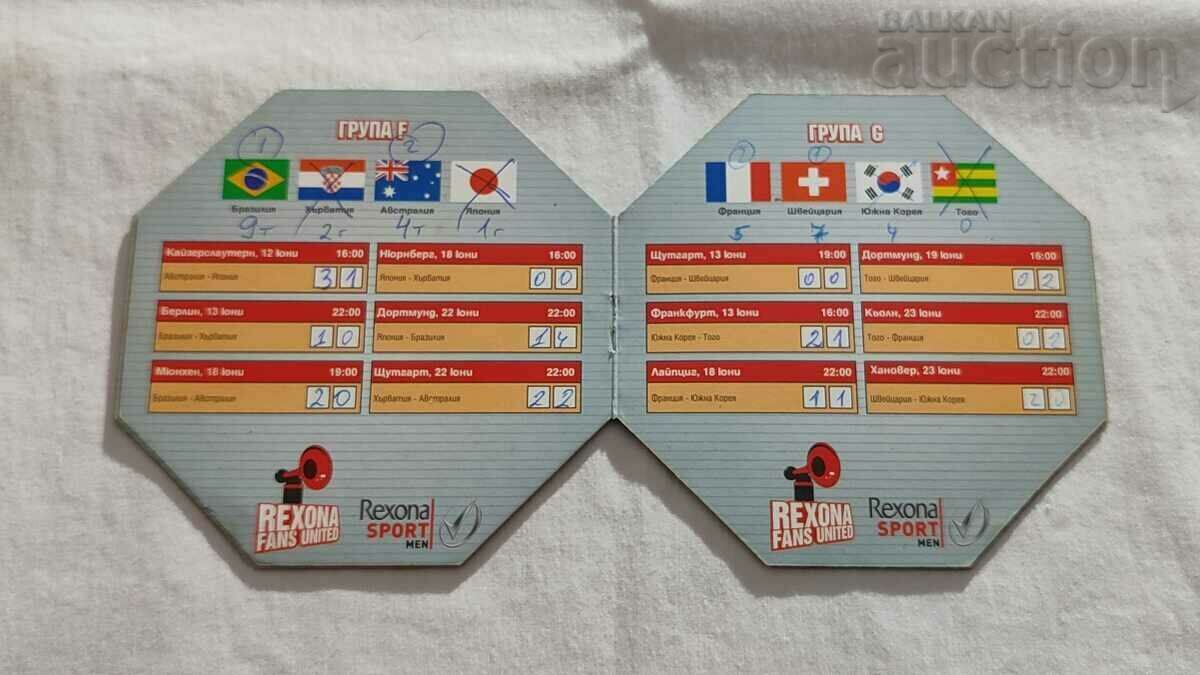 BALKAN
auction
ГРУПА F
1 2
Бразилия Хърватия Австралия Япония
9т 2т 4т 1т
Кайзерслаутерн, 12 Юни 16:00
Австралия - Япония 3 1
Берлин, 13 Юни 22:00
Бразилия - Хърватия 1 0
Мюнхен, 18 Юни 19:00
Бразилия - Австралия 2 0
Нюрнберг, 18 Юни 16:00
Япония - Хърватия 0 0
Дортмунд, 22 Юни 22:00
Япония - Бразилия 1 4
Щутгарт, 22 Юни 22:00
Хърватия - Австралия 2 2
REXONA
FANS UNITED
Rexona
SPORT
MEN
ГРУПА G
Франция Швейцария Южна Корея Того
5 7 4 0
Щутгарт, 13 Юни 19:00
Франция - Швейцария 0 0
Франкфурт, 13 Юни 16:00
Южна Корея - Того 2 1
Лайпциг, 18 Юни 22:00
Франция - Южна Корея 1 1
Дортмунд, 19 Юни 16:00
Того - Швейцария 0 2
Кьолн, 23 Юни 22:00
Того - Франция 0 2
Хановер, 23 Юни 22:00
Швейцария - Южна Корея 2 0
REXONA
FANS UNITED
Rexona
SPORT
MEN